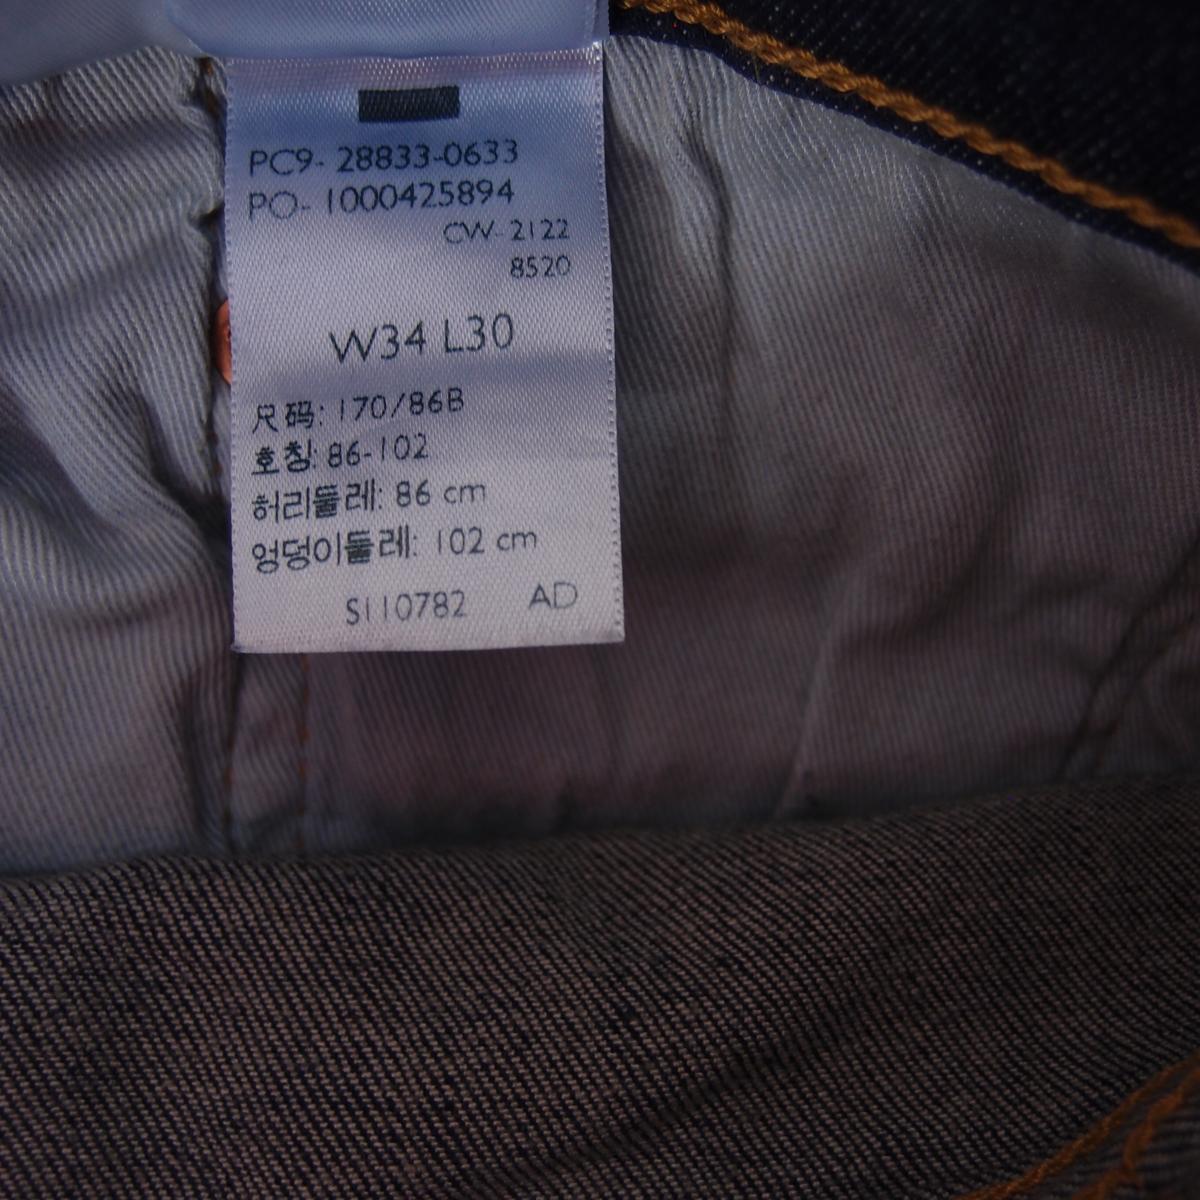 PC9- 28833-0633
PO- 1000425894
CW- 2122
8520
W34 L30
尺码: 170/86B
호칭: 86-102
허리둘레: 86 cm
엉덩이둘레: 102 cm
S110782 AD